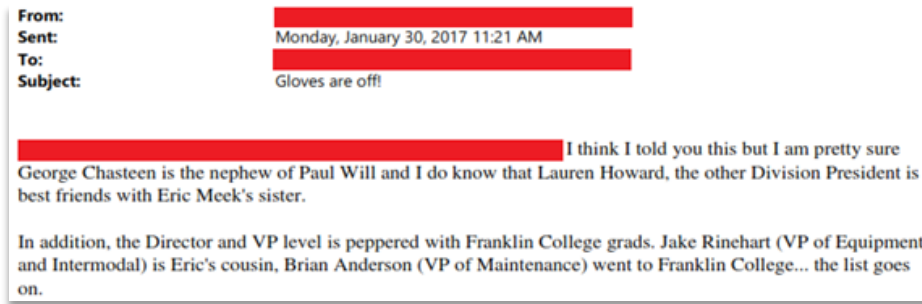 From:
Sent: Monday, January 30, 2017 11:21 AM
To:
Subject: Gloves are off!
I think I told you this but I am pretty sure
George Chasteen is the nephew of Paul Will and I do know that Lauren Howard, the other Division President is
best friends with Eric Meek's sister.
In addition, the Director and VP level is peppered with Franklin College grads. Jake Rinehart (VP of Equipment
and Intermodal) is Eric's cousin, Brian Anderson (VP of Maintenance) went to Franklin College... the list goes
on.